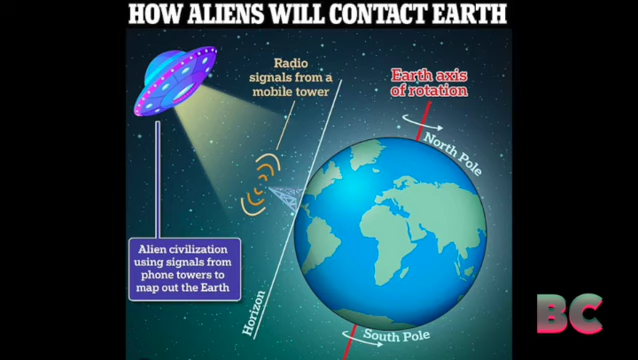 HOW ALIENS WILL CONTACT EARTH
Radio
signals from a
mobile tower
Earth axis
of rotation
North Pole
Alien civilization
using signals from
phone towers to
map out the Earth
Horizon
South Pole
BC